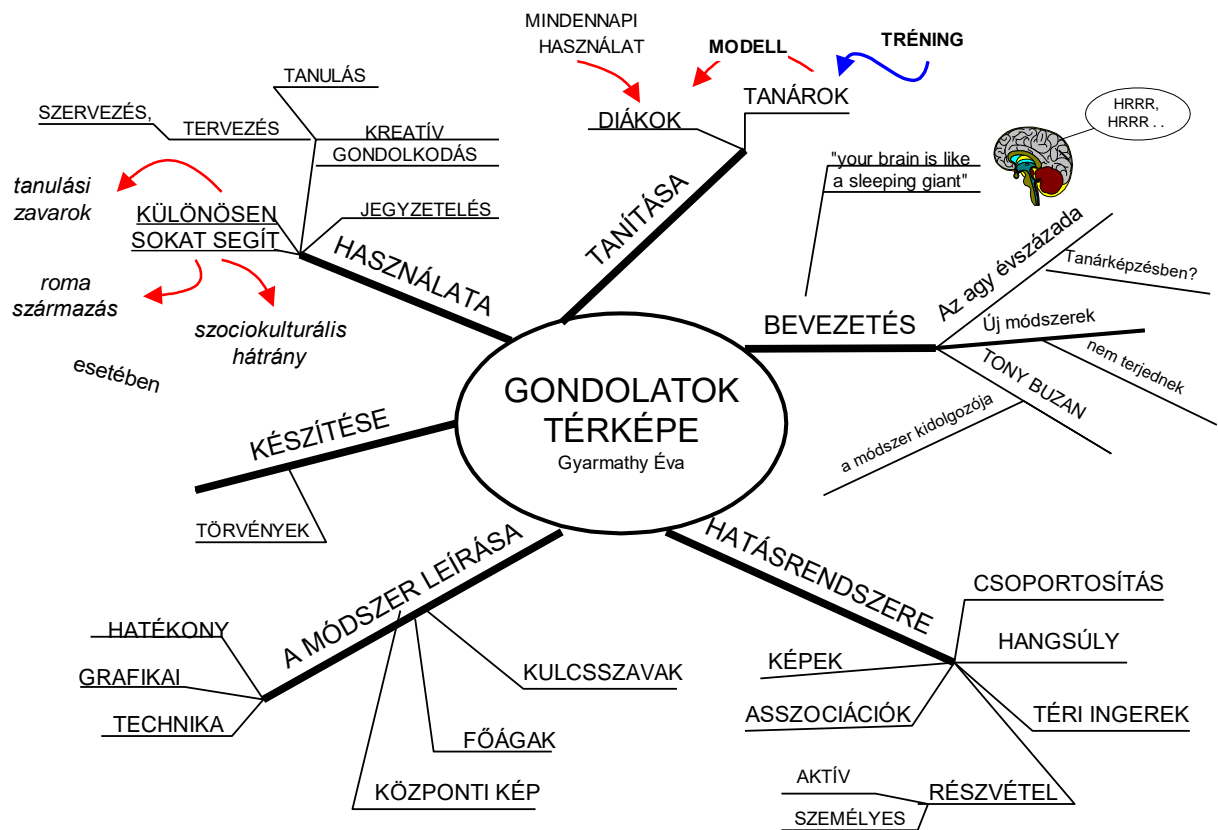 GONDOLATOK
TÉRKÉPE
Gyarmathy Éva
BEVEZETÉS
"your brain is like
a sleeping giant"
HRRR,
HRRR . .
Az agy évszázada
Tanárképzésben?
Új módszerek
nem terjednek
TONY BUZAN
a módszer kidolgozója
HATÁSRENDSZERE
CSOPORTOSÍTÁS
HANGSÚLY
TÉRI INGEREK
RÉSZVÉTEL
AKTÍV
SZEMÉLYES
ASSZOCIÁCIÓK
KÉPEK
A MÓDSZER LEÍRÁSA
KULCSSZAVAK
FŐÁGAK
KÖZPONTI KÉP
HATÉKONY
GRAFIKAI
TECHNIKA
KÉSZÍTÉSE
TÖRVÉNYEK
HASZNÁLATA
KÜLÖNÖSEN
SOKAT SEGÍT
tanulási
zavarok
roma
származás
szociokulturális
hátrány
esetében
SZERVEZÉS,
TERVEZÉS
TANULÁS
KREATÍV
GONDOLKODÁS
JEGYZETELÉS
TANÍTÁSA
DIÁKOK
MINDENNAPI
HASZNÁLAT
MODELL
TANÁROK
TRÉNING